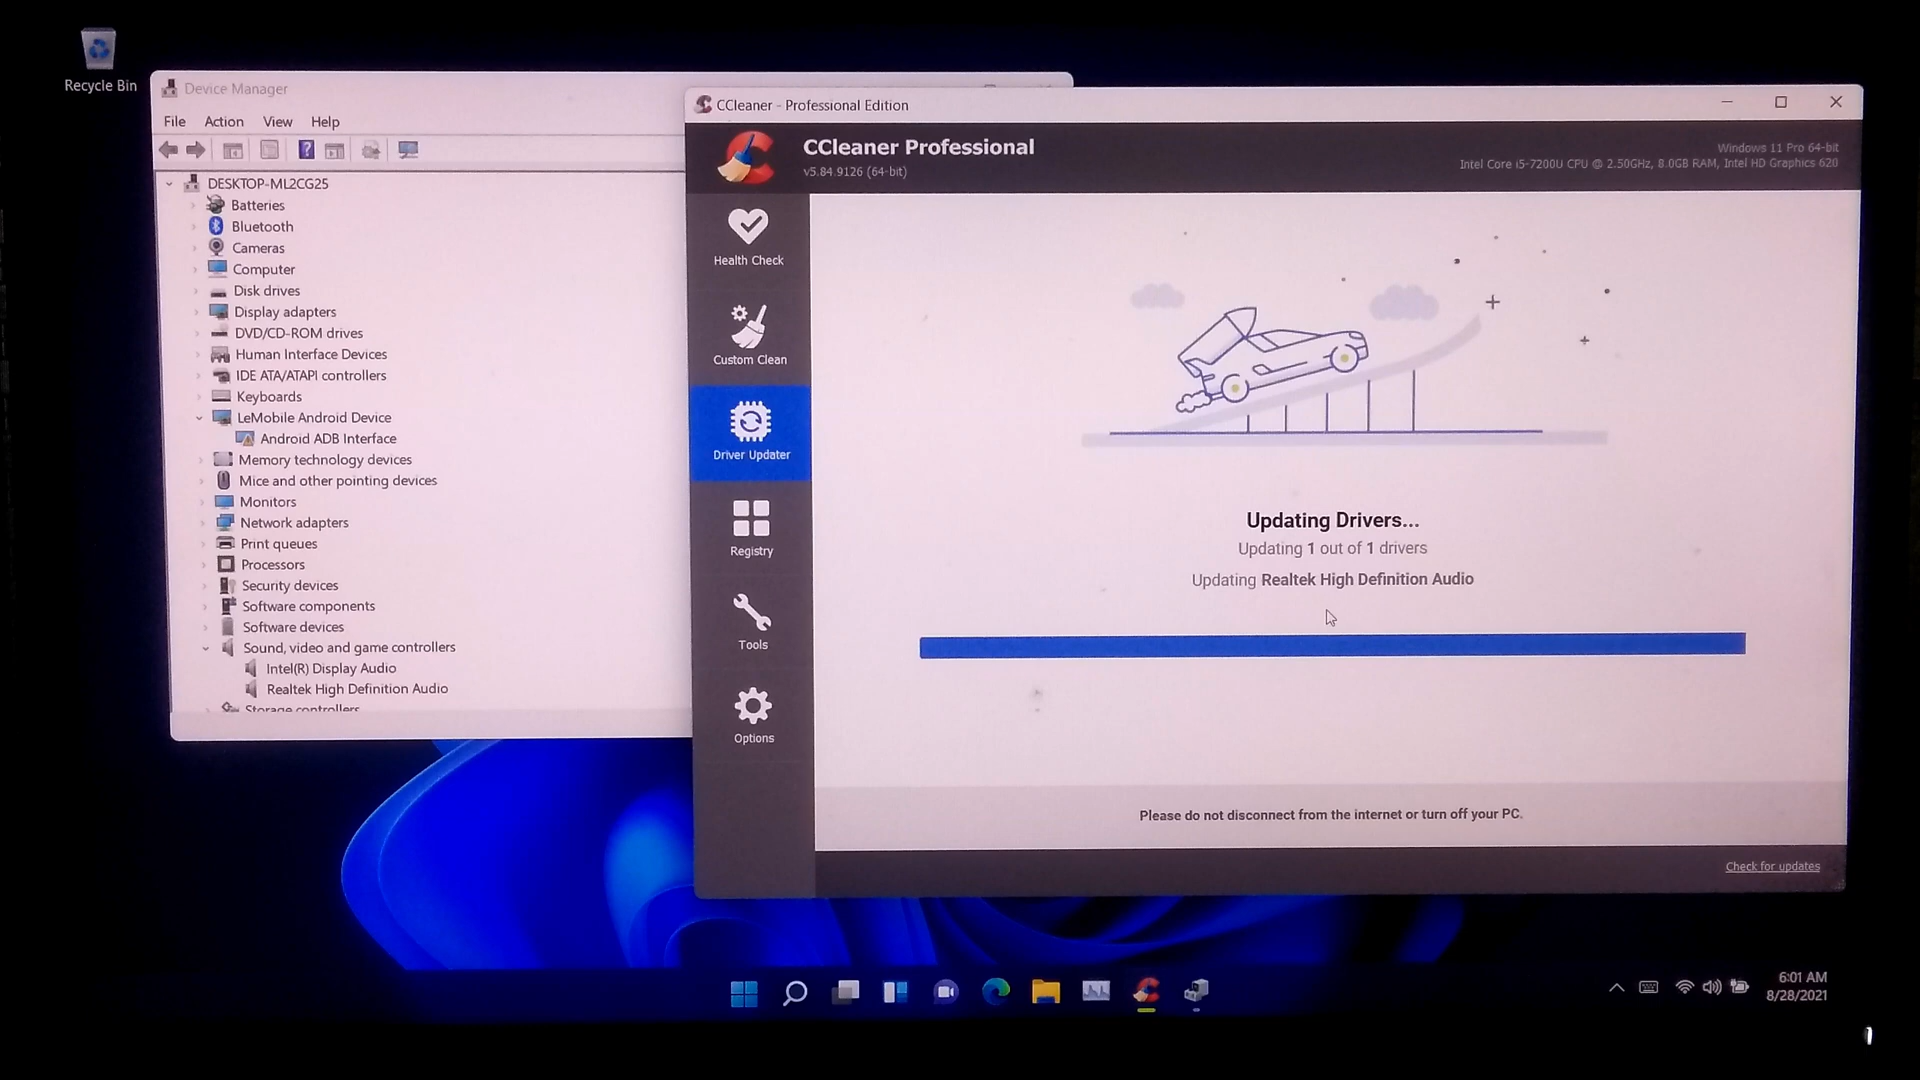 Recycle Bin
Device Manager
File Action View Help
DESKTOP-ML2CG25
Batteries
Bluetooth
Cameras
Computer
Disk drives
Display adapters
DVD/CD-ROM drives
Human Interface Devices
IDE ATA/ATAPI controllers
Keyboards
LeMobile Android Device
Android ADB Interface
Memory technology devices
Mice and other pointing devices
Monitors
Network adapters
Print queues
Processors
Security devices
Software components
Software devices
Sound, video and game controllers
Intel(R) Display Audio
Realtek High Definition Audio
Storage controllers
CCleaner - Professional Edition
CCleaner Professional
v5.84.9126 (64-bit)
Windows 11 Pro 64-bit
Intel Core i5-7200U CPU @ 2.50GHz, 8.0GB RAM, Intel HD Graphics 620
Health Check
Custom Clean
Driver Updater
Registry
Tools
Options
Updating Drivers...
Updating 1 out of 1 drivers
Updating Realtek High Definition Audio
Please do not disconnect from the internet or turn off your PC.
Check for updates
6:01 AM
8/28/2021